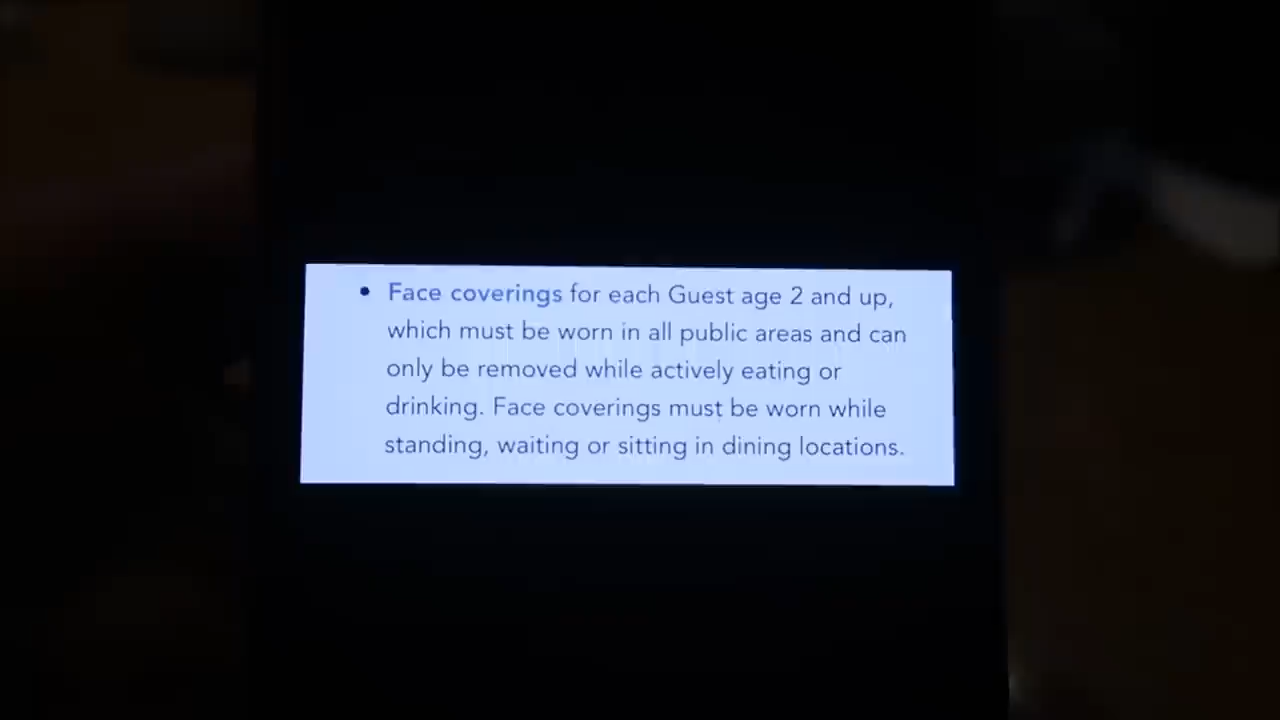 • Face coverings for each Guest age 2 and up,
which must be worn in all public areas and can
only be removed while actively eating or
drinking. Face coverings must be worn while
standing, waiting or sitting in dining locations.